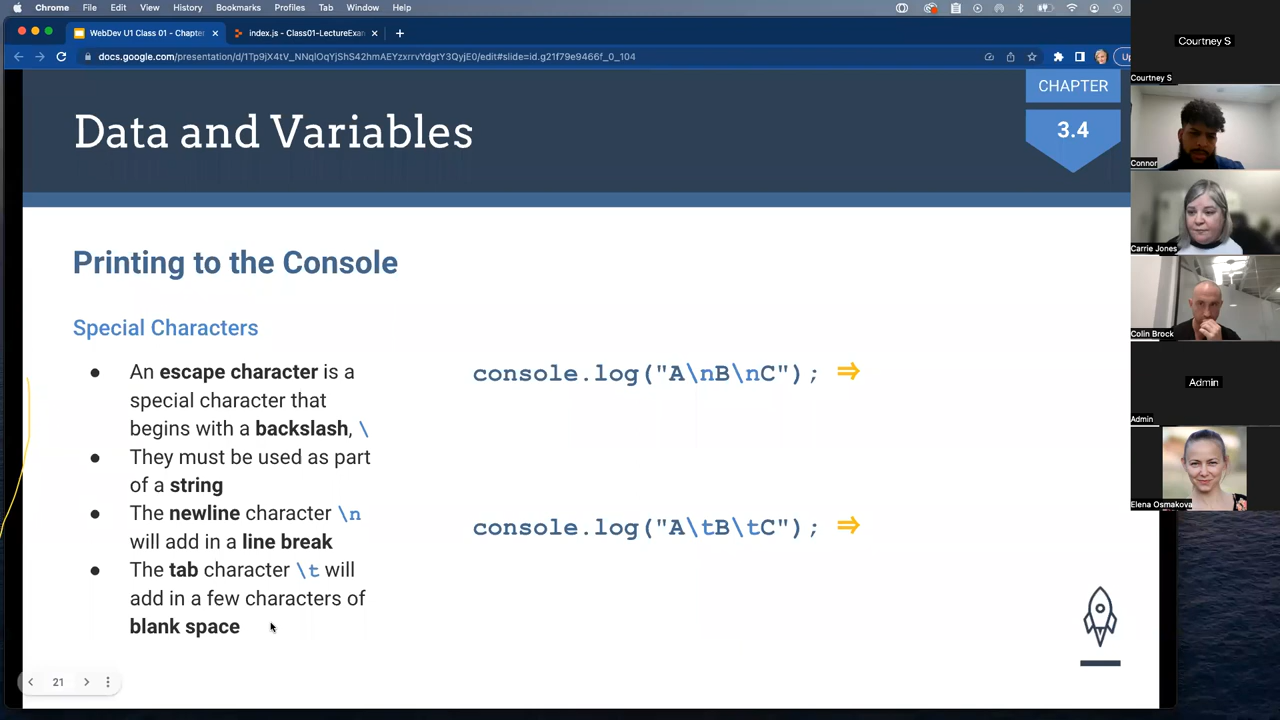 Chrome File Edit View History Bookmarks Profiles Tab Window Help
WebDev U1 Class 01 - Chapter
index.js - Class01-LectureExan
docs.google.com/presentation/d/1Tp9jX4tV_NNqlOqYjShS42hmAEYzxrrvYdgtY3QyjE0/edit#slide=id.g21f79e9466f_0_104
Data and Variables
CHAPTER
3.4
Printing to the Console
Special Characters
● An escape character is a
special character that
begins with a backslash, \
● They must be used as part
of a string
● The newline character \n
will add in a line break
● The tab character \t will
add in a few characters of
blank space
console.log("A\nB\nC"); ⇒
console.log("A\tB\tC"); ⇒
21
Courtney S
Courtney S
Connor
Carrie Jones
Colin Brock
Admin
Admin
Elena Osmakova